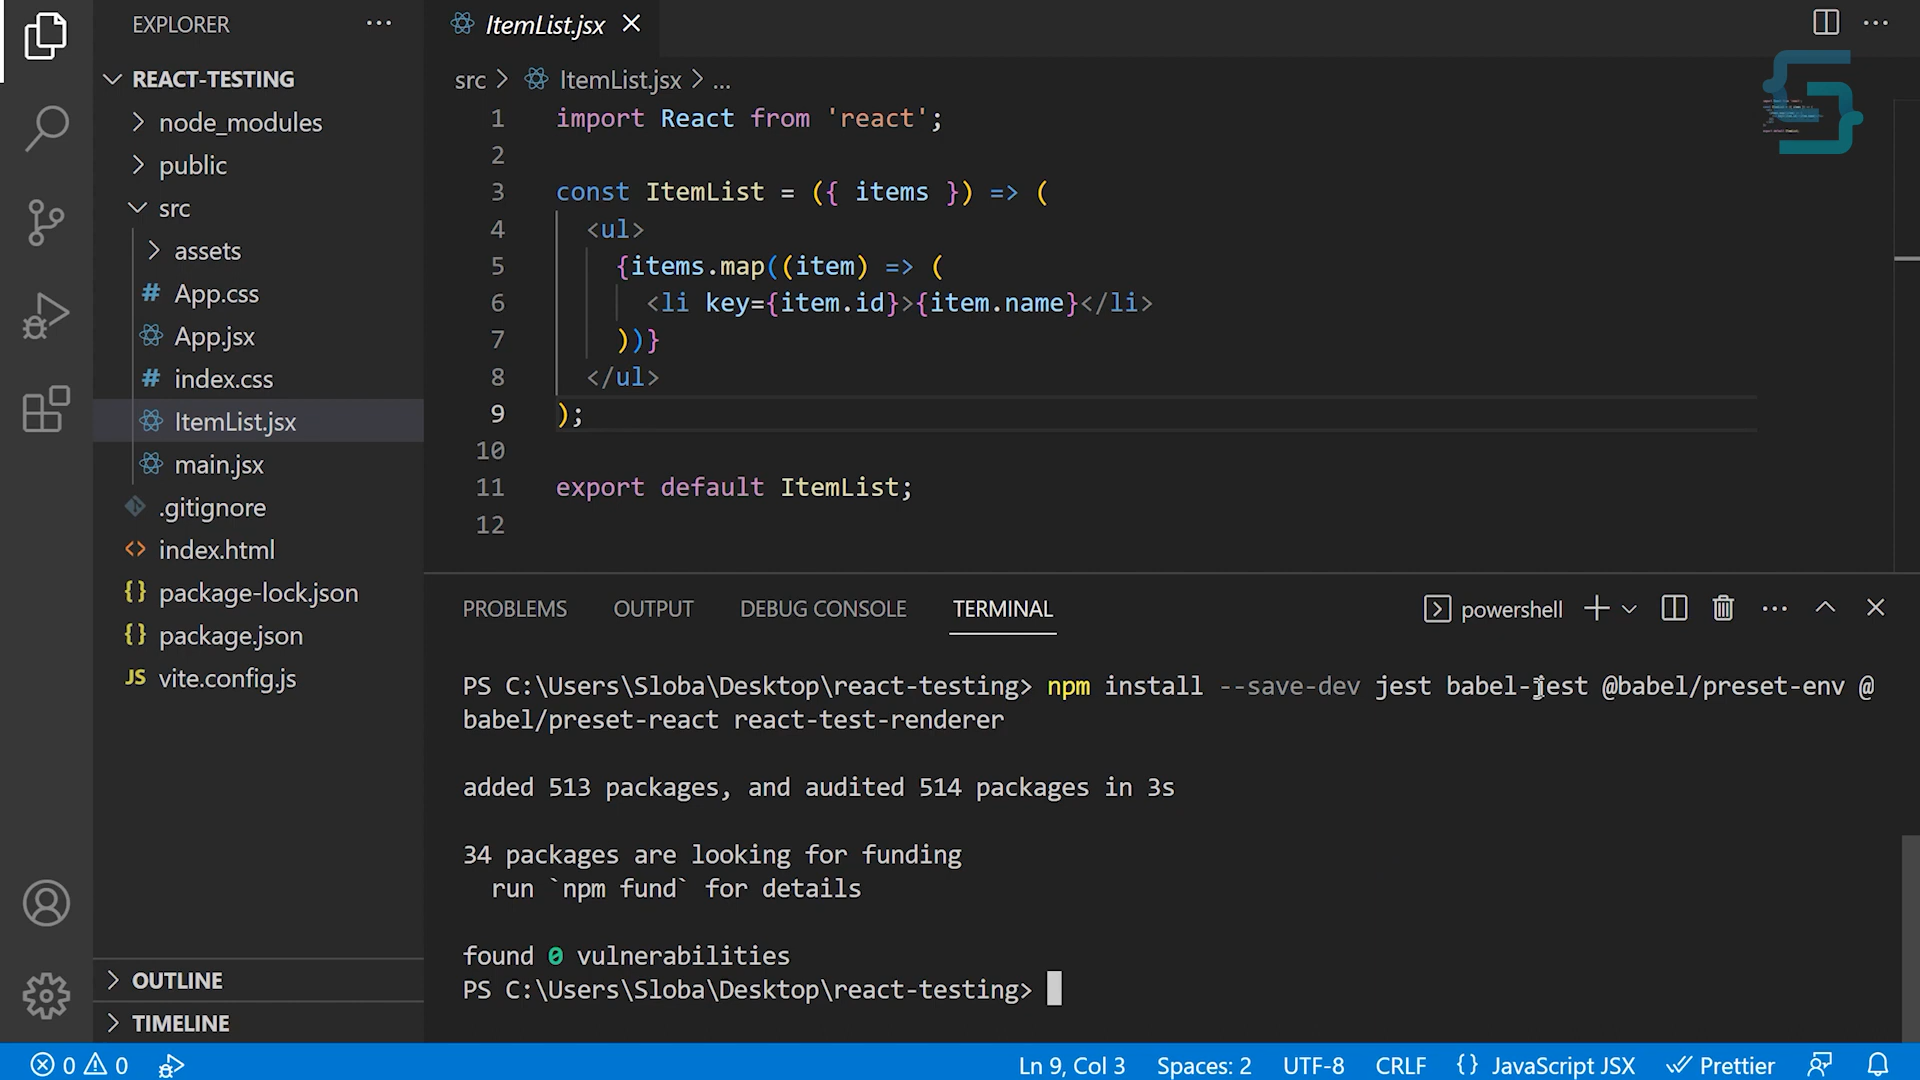 EXPLORER
REACT-TESTING
node_modules
public
src
assets
App.css
App.jsx
index.css
ItemList.jsx
main.jsx
.gitignore
index.html
package-lock.json
package.json
JS vite.config.js
OUTLINE
TIMELINE
ItemList.jsx
src > ItemList.jsx > ...
1 import React from 'react';
2
3 const ItemList = ({ items }) => (
4 <ul>
5 {items.map((item) => (
6 <li key={item.id}>{item.name}</li>
7 ))}
8 </ul>
9 );
10
11 export default ItemList;
12
PROBLEMS OUTPUT DEBUG CONSOLE TERMINAL powershell
PS C:\Users\Sloba\Desktop\react-testing> npm install --save-dev jest babel-jest @babel/preset-env @
babel/preset-react react-test-renderer
added 513 packages, and audited 514 packages in 3s
34 packages are looking for funding
run `npm fund` for details
found 0 vulnerabilities
PS C:\Users\Sloba\Desktop\react-testing>
0 0 Ln 9, Col 3 Spaces: 2 UTF-8 CRLF {} JavaScript JSX Prettier